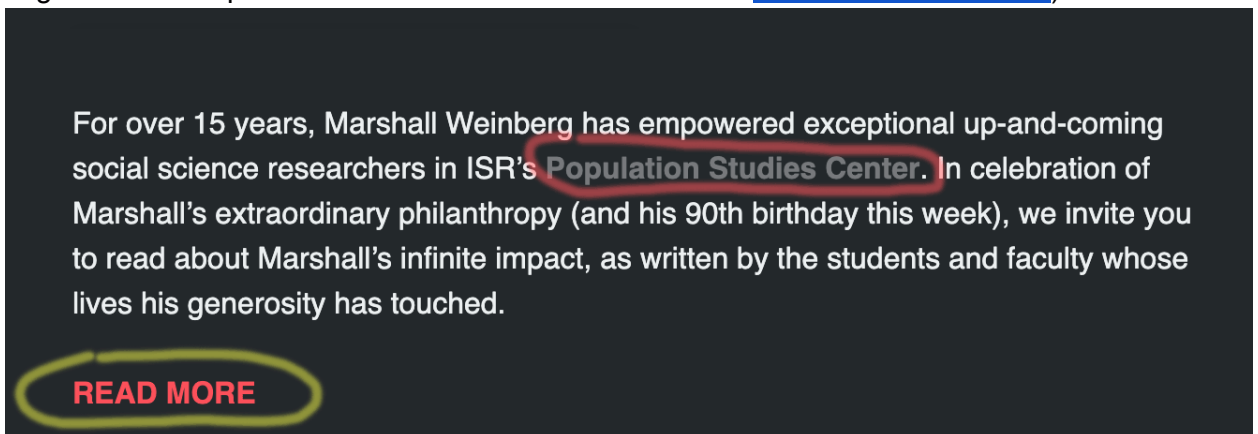 For over 15 years, Marshall Weinberg has empowered exceptional up-and-coming
social science researchers in ISR’s Population Studies Center. In celebration of
Marshall’s extraordinary philanthropy (and his 90th birthday this week), we invite you
to read about Marshall’s infinite impact, as written by the students and faculty whose
lives his generosity has touched.
READ MORE